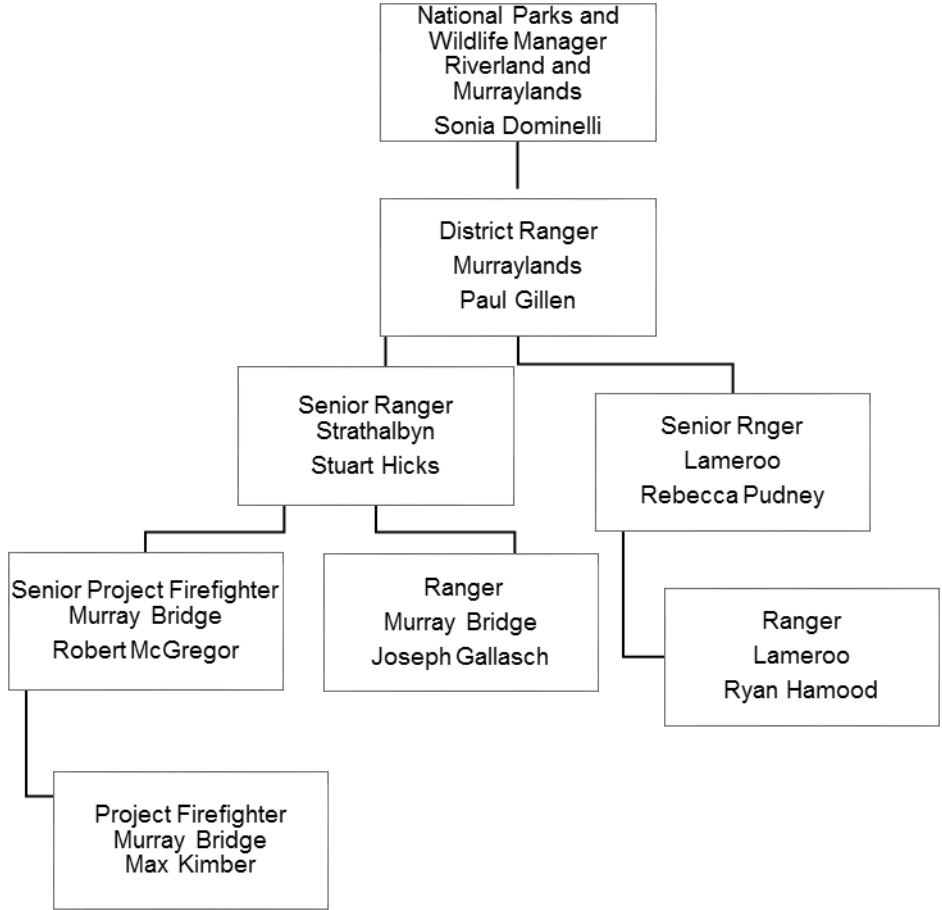 National Parks and
Wildlife Manager
Riverland and
Murraylands
Sonia Dominelli
District Ranger
Murraylands
Paul Gillen
Senior Ranger
Strathalbyn
Stuart Hicks
Senior Rnger
Lameroo
Rebecca Pudney
Senior Project Firefighter
Murray Bridge
Robert McGregor
Ranger
Murray Bridge
Joseph Gallasch
Ranger
Lameroo
Ryan Hamood
Project Firefighter
Murray Bridge
Max Kimber